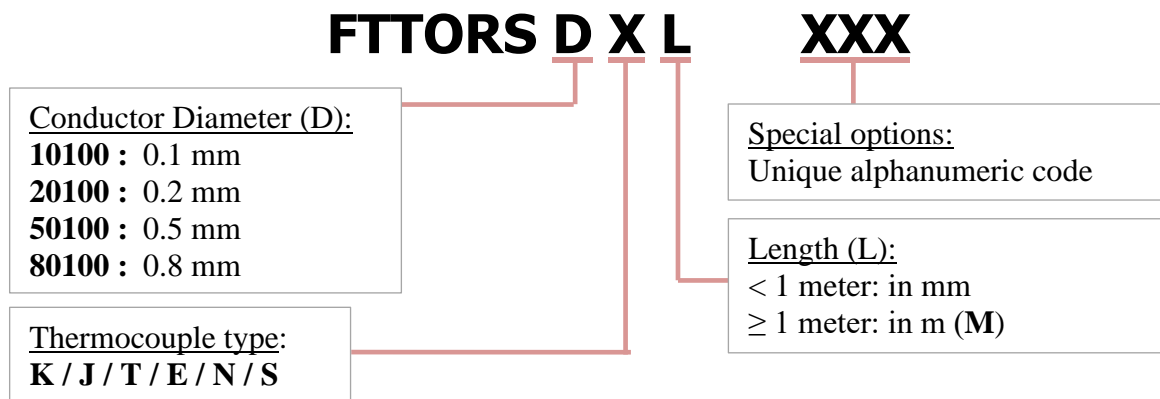 FTTORS D X L XXX
Conductor Diameter (D):
10100 : 0.1 mm
20100 : 0.2 mm
50100 : 0.5 mm
80100 : 0.8 mm
Thermocouple type:
K / J / T / E / N / S
Special options:
Unique alphanumeric code
Length (L):
< 1 meter: in mm
≥ 1 meter: in m (M)